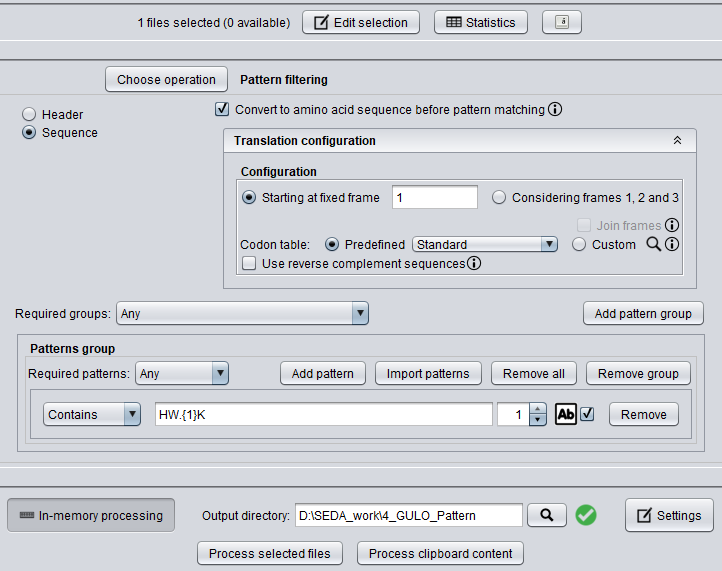 1 files selected (0 available) Edit selection Statistics
Choose operation Pattern filtering
Header
Sequence
Convert to amino acid sequence before pattern matching
Translation configuration
Configuration
Starting at fixed frame 1 Considering frames 1, 2 and 3
Join frames
Codon table: Predefined Standard Custom
Use reverse complement sequences
Required groups: Any Add pattern group
Patterns group
Required patterns: Any Add pattern Import patterns Remove all Remove group
Contains HW.{1}K 1 Ab Remove
In-memory processing Output directory: D:\SEDA_work\4_GULO_Pattern Settings
Process selected files Process clipboard content